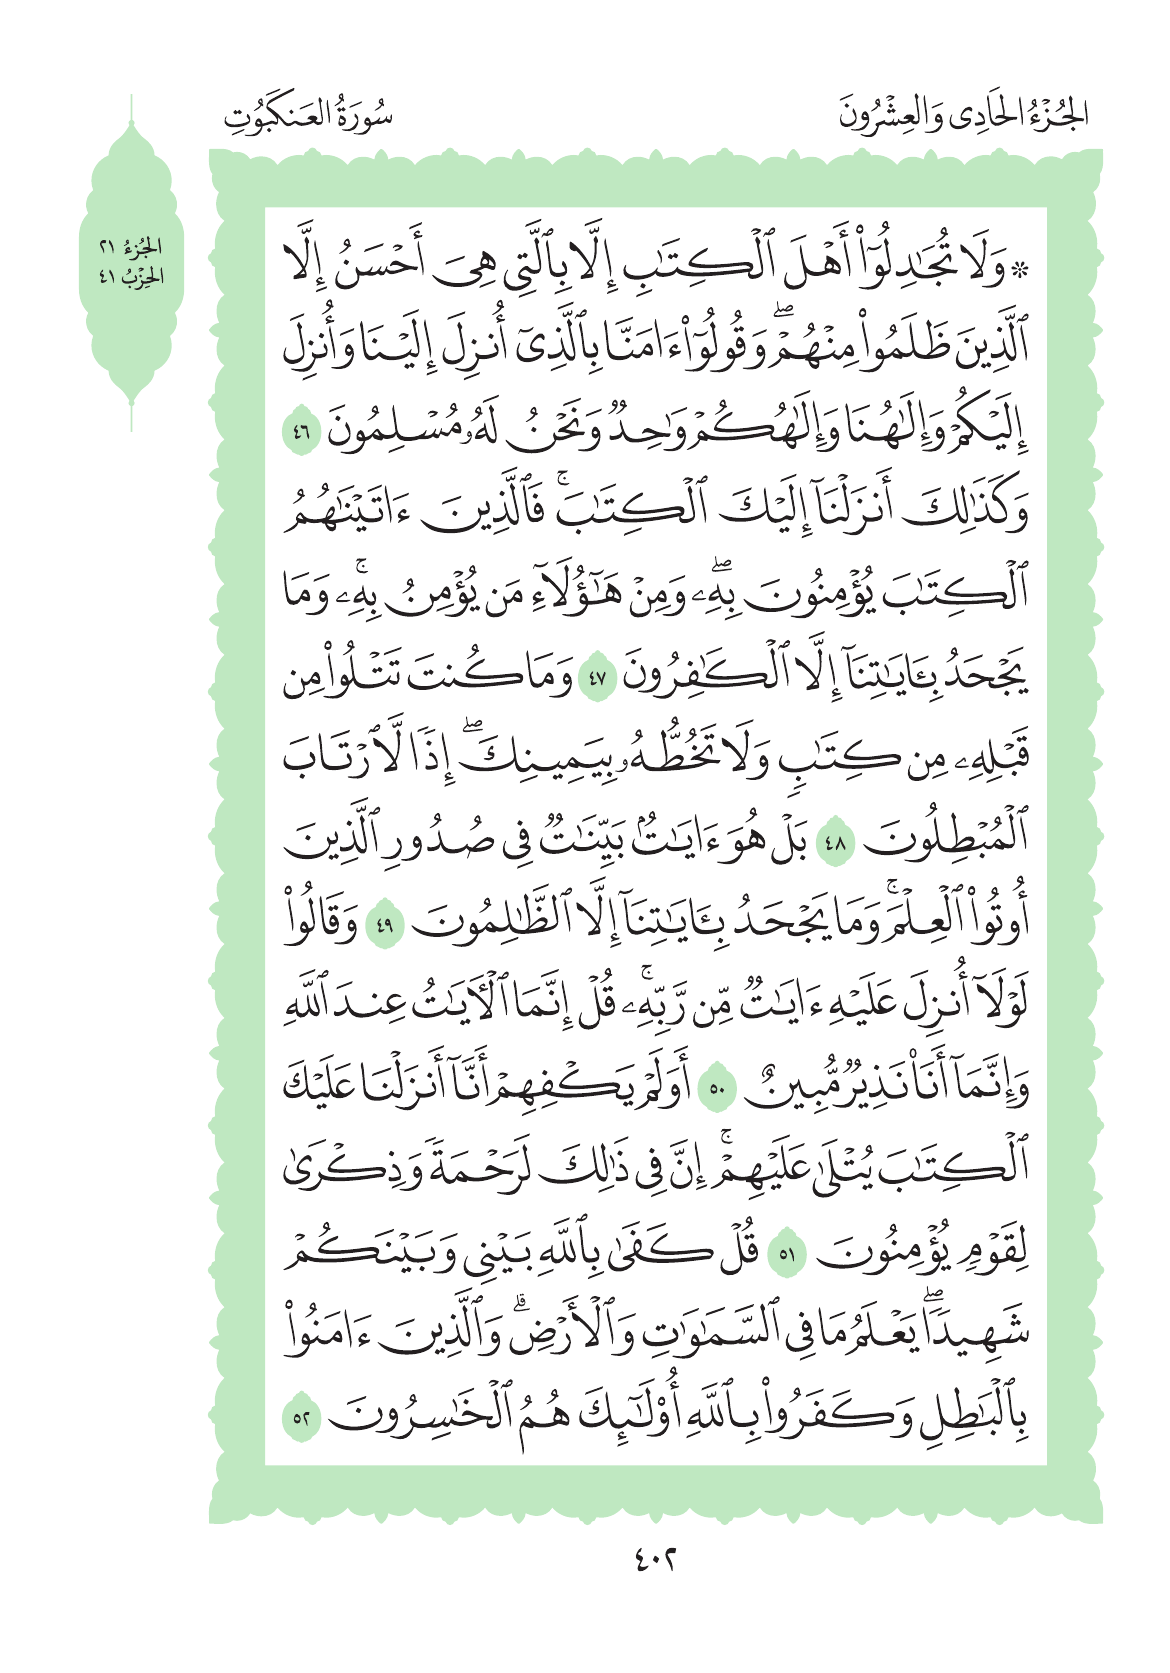 الجُزْءُ الحَادِى وَالعِشْرُونَ
سُورَةُ العَنكَبُوتِ
الجُزءُ ٢١
الحِزْبُ ٤١
۞ وَلَا تُجَٰدِلُوٓاْ أَهْلَ ٱلْكِتَٰبِ إِلَّا بِٱلَّتِى هِىَ أَحْسَنُ إِلَّا
ٱلَّذِينَ ظَلَمُواْ مِنْهُمْۖ وَقُولُوٓاْ ءَامَنَّا بِٱلَّذِىٓ أُنزِلَ إِلَيْنَا وَأُنزِلَ
إِلَيْكُمْ وَإِلَٰهُنَا وَإِلَٰهُكُمْ وَٰحِدٌ وَنَحْنُ لَهُۥ مُسْلِمُونَ ٤٦
وَكَذَٰلِكَ أَنزَلْنَآ إِلَيْكَ ٱلْكِتَٰبَۚ فَٱلَّذِينَ ءَاتَيْنَٰهُمُ
ٱلْكِتَٰبَ يُؤْمِنُونَ بِهِۦۖ وَمِنْ هَٰٓؤُلَآءِ مَن يُؤْمِنُ بِهِۦۚ وَمَا
يَجْحَدُ بِـَٔايَٰتِنَآ إِلَّا ٱلْكَٰفِرُونَ ٤٧ وَمَا كُنتَ تَتْلُواْ مِن
قَبْلِهِۦ مِن كِتَٰبٍ وَلَا تَخُطُّهُۥ بِيَمِينِكَۖ إِذًا لَّٱرْتَابَ
ٱلْمُبْطِلُونَ ٤٨ بَلْ هُوَ ءَايَٰتٌۢ بَيِّنَٰتٌ فِى صُدُورِ ٱلَّذِينَ
أُوتُواْ ٱلْعِلْمَۚ وَمَا يَجْحَدُ بِـَٔايَٰتِنَآ إِلَّا ٱلظَّٰلِمُونَ ٤٩ وَقَالُواْ
لَوْلَآ أُنزِلَ عَلَيْهِ ءَايَٰتٌ مِّن رَّبِّهِۦۚ قُلْ إِنَّمَا ٱلْأٓيَٰتُ عِندَ ٱللَّهِ
وَإِنَّمَآ أَنَا۠ نَذِيرٌ مُّبِينٌ ٥٠ أَوَلَمْ يَكْفِهِمْ أَنَّآ أَنزَلْنَا عَلَيْكَ
ٱلْكِتَٰبَ يُتْلَىٰ عَلَيْهِمْۚ إِنَّ فِى ذَٰلِكَ لَرَحْمَةً وَذِكْرَىٰ
لِقَوْمٍ يُؤْمِنُونَ ٥١ قُلْ كَفَىٰ بِٱللَّهِ بَيْنِى وَبَيْنَكُمْ
شَهِيدًاۖ يَعْلَمُ مَا فِى ٱلسَّمَٰوَٰتِ وَٱلْأَرْضِۗ وَٱلَّذِينَ ءَامَنُواْ
بِٱلْبَٰطِلِ وَكَفَرُواْ بِٱللَّهِ أُوْلَٰٓئِكَ هُمُ ٱلْخَٰسِرُونَ ٥٢
٤٠٢